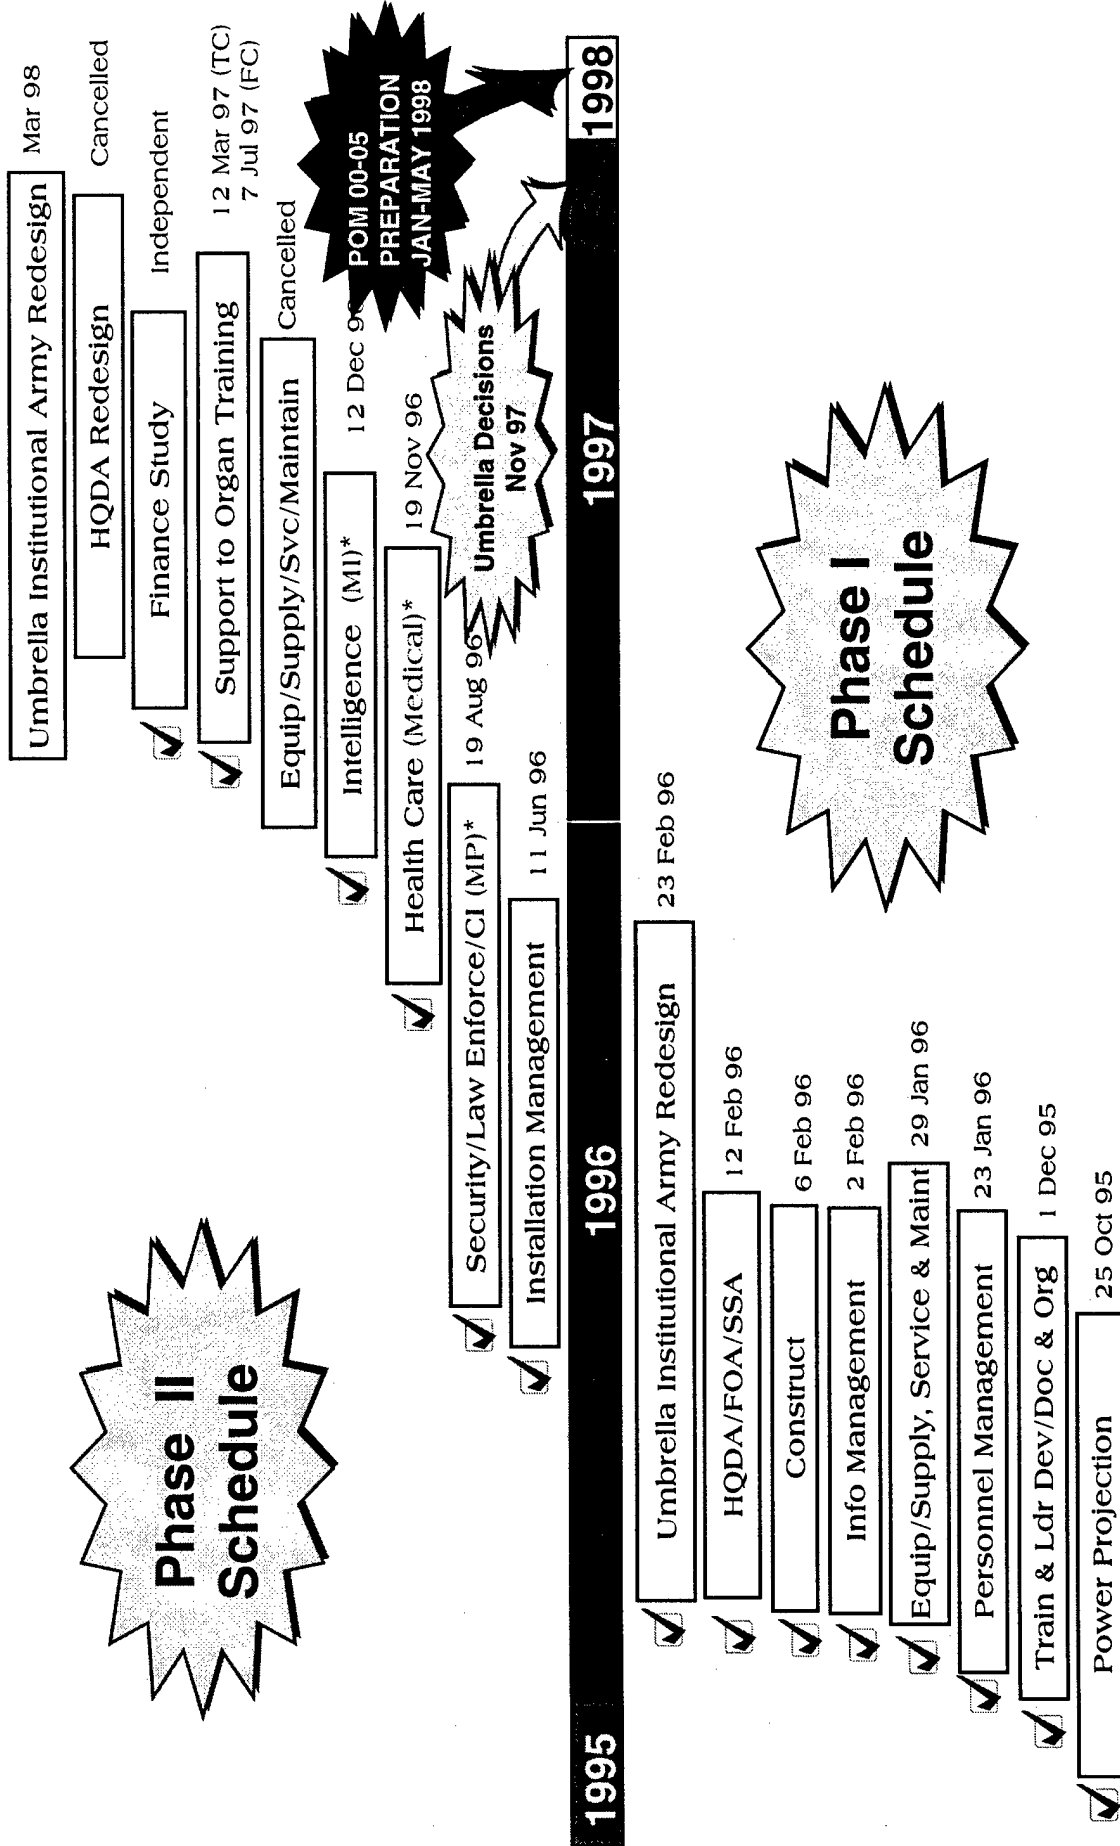 Umbrella Institutional Army Redesign Mar 98
HQDA Redesign Cancelled
Finance Study Independent
Support to Organ Training 12 Mar 97 (TC)
7 Jul 97 (FC)
Equip/Supply/Svc/Maintain Cancelled
Intelligence (MI)* 12 Dec
Health Care (Medical)* 19 Nov 96
Security/Law Enforce/CI (MP)* 19 Aug 96
Installation Management 11 Jun 96
Phase II
Schedule
POM 00-05
PREPARATION
JAN-MAY 1998
Umbrella Decisions
Nov 97
1995 1996 1997 1998
Umbrella Institutional Army Redesign 23 Feb 96
HQDA/FOA/SSA 12 Feb 96
Construct 6 Feb 96
Info Management 2 Feb 96
Equip/Supply, Service & Maint 29 Jan 96
Personnel Management 23 Jan 96
Train & Ldr Dev/Doc & Org 1 Dec 95
Power Projection 25 Oct 95
Phase I
Schedule